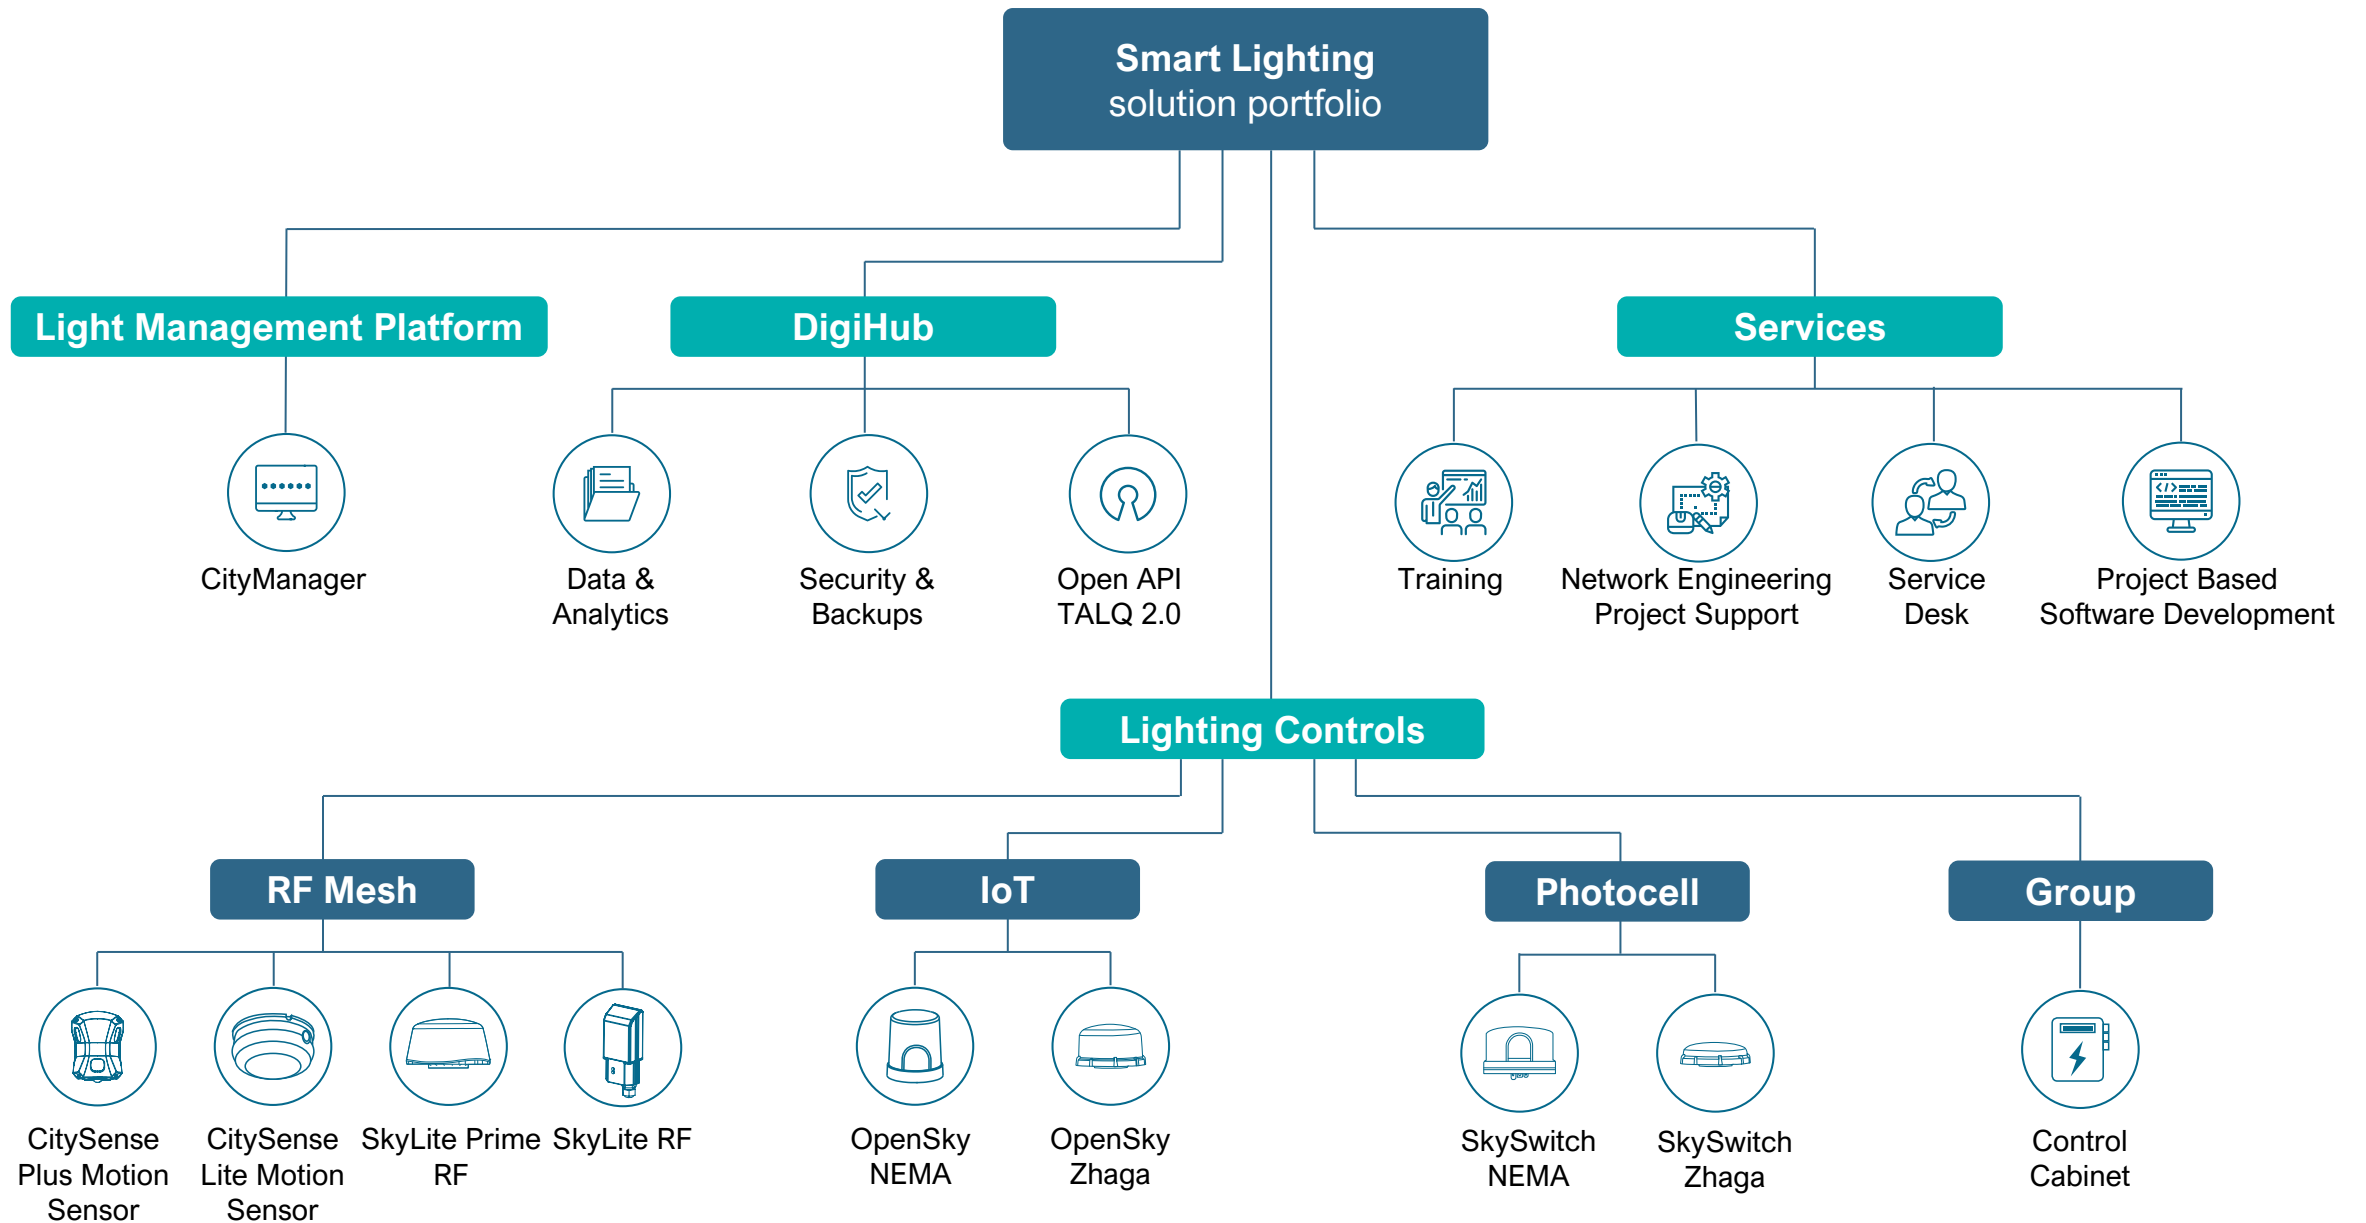 Smart Lighting
solution portfolio
Light Management Platform
DigiHub
Services
CityManager
Data &
Analytics
Security &
Backups
Open API
TALQ 2.0
Training
Network Engineering
Project Support
Service
Desk
Project Based
Software Development
Lighting Controls
RF Mesh
IoT
Photocell
Group
CitySense
Plus Motion
Sensor
CitySense
Lite Motion
Sensor
SkyLite Prime
RF
SkyLite RF
OpenSky
NEMA
OpenSky
Zhaga
SkySwitch
NEMA
SkySwitch
Zhaga
Control
Cabinet